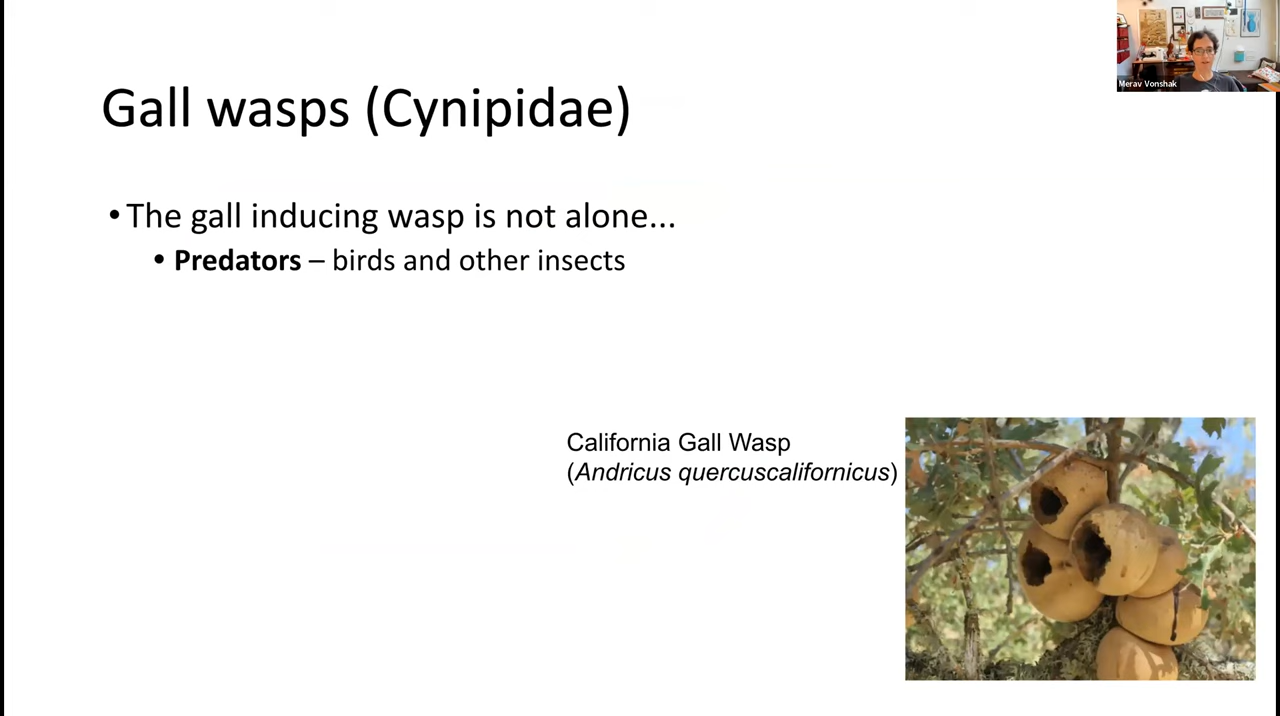 Merav Vonshak
Gall wasps (Cynipidae)
• The gall inducing wasp is not alone...
• Predators – birds and other insects
California Gall Wasp
(Andricus quercuscalifornicus)